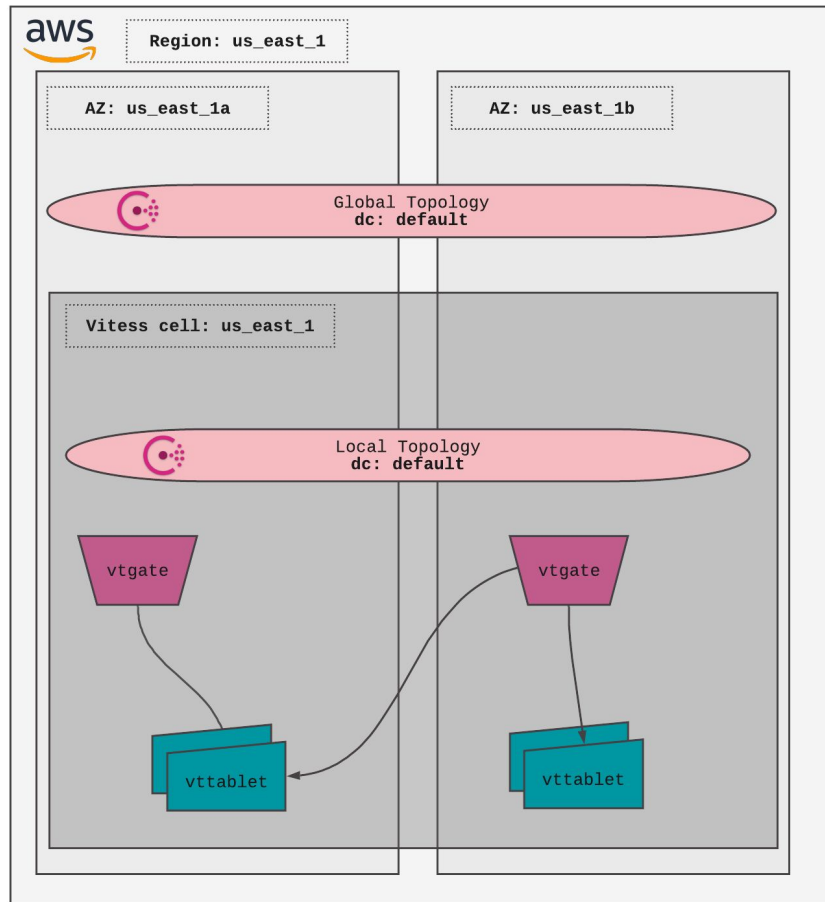 aws
Region: us_east_1
AZ: us_east_1a
AZ: us_east_1b
Global Topology
dc: default
Vitess cell: us_east_1
Local Topology
dc: default
vtgate
vtgate
vttablet
vttablet